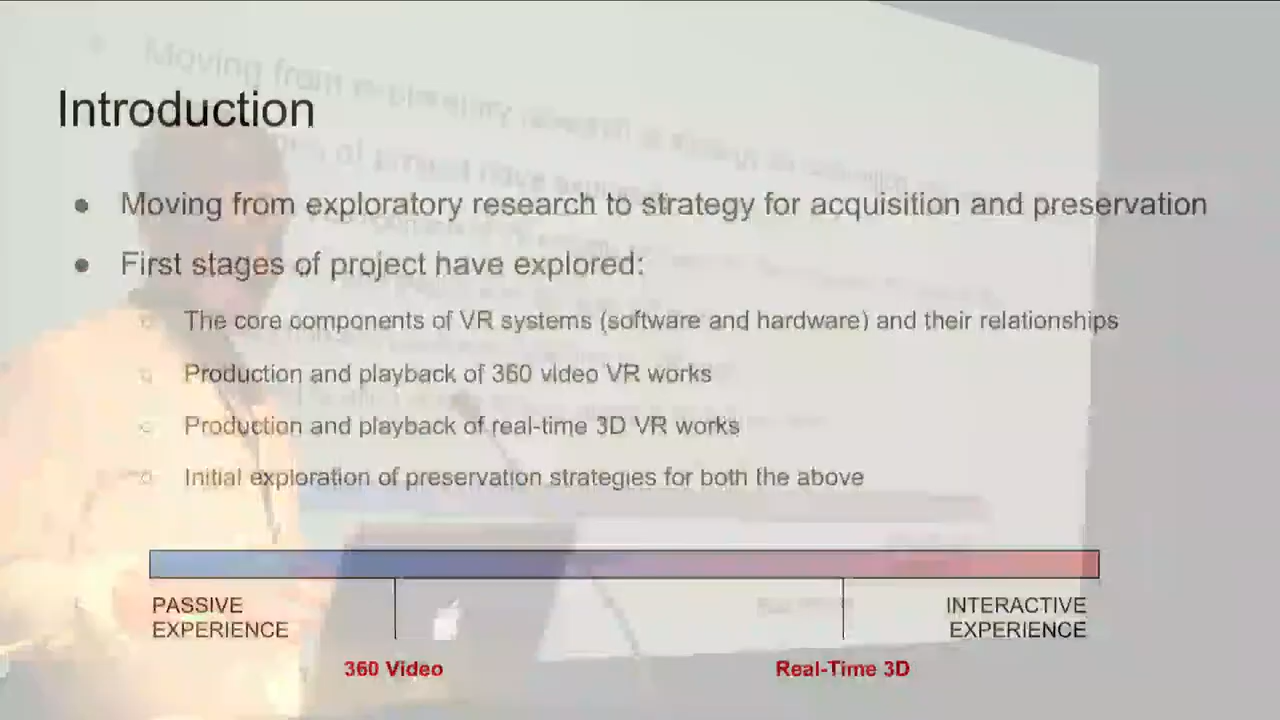 Introduction
● Moving from exploratory research to strategy for acquisition and preservation
● First stages of project have explored:
○ The core components of VR systems (software and hardware) and their relationships
○ Production and playback of 360 video VR works
○ Production and playback of real-time 3D VR works
○ Initial exploration of preservation strategies for both the above
PASSIVE
EXPERIENCE
INTERACTIVE
EXPERIENCE
360 Video
Real-Time 3D